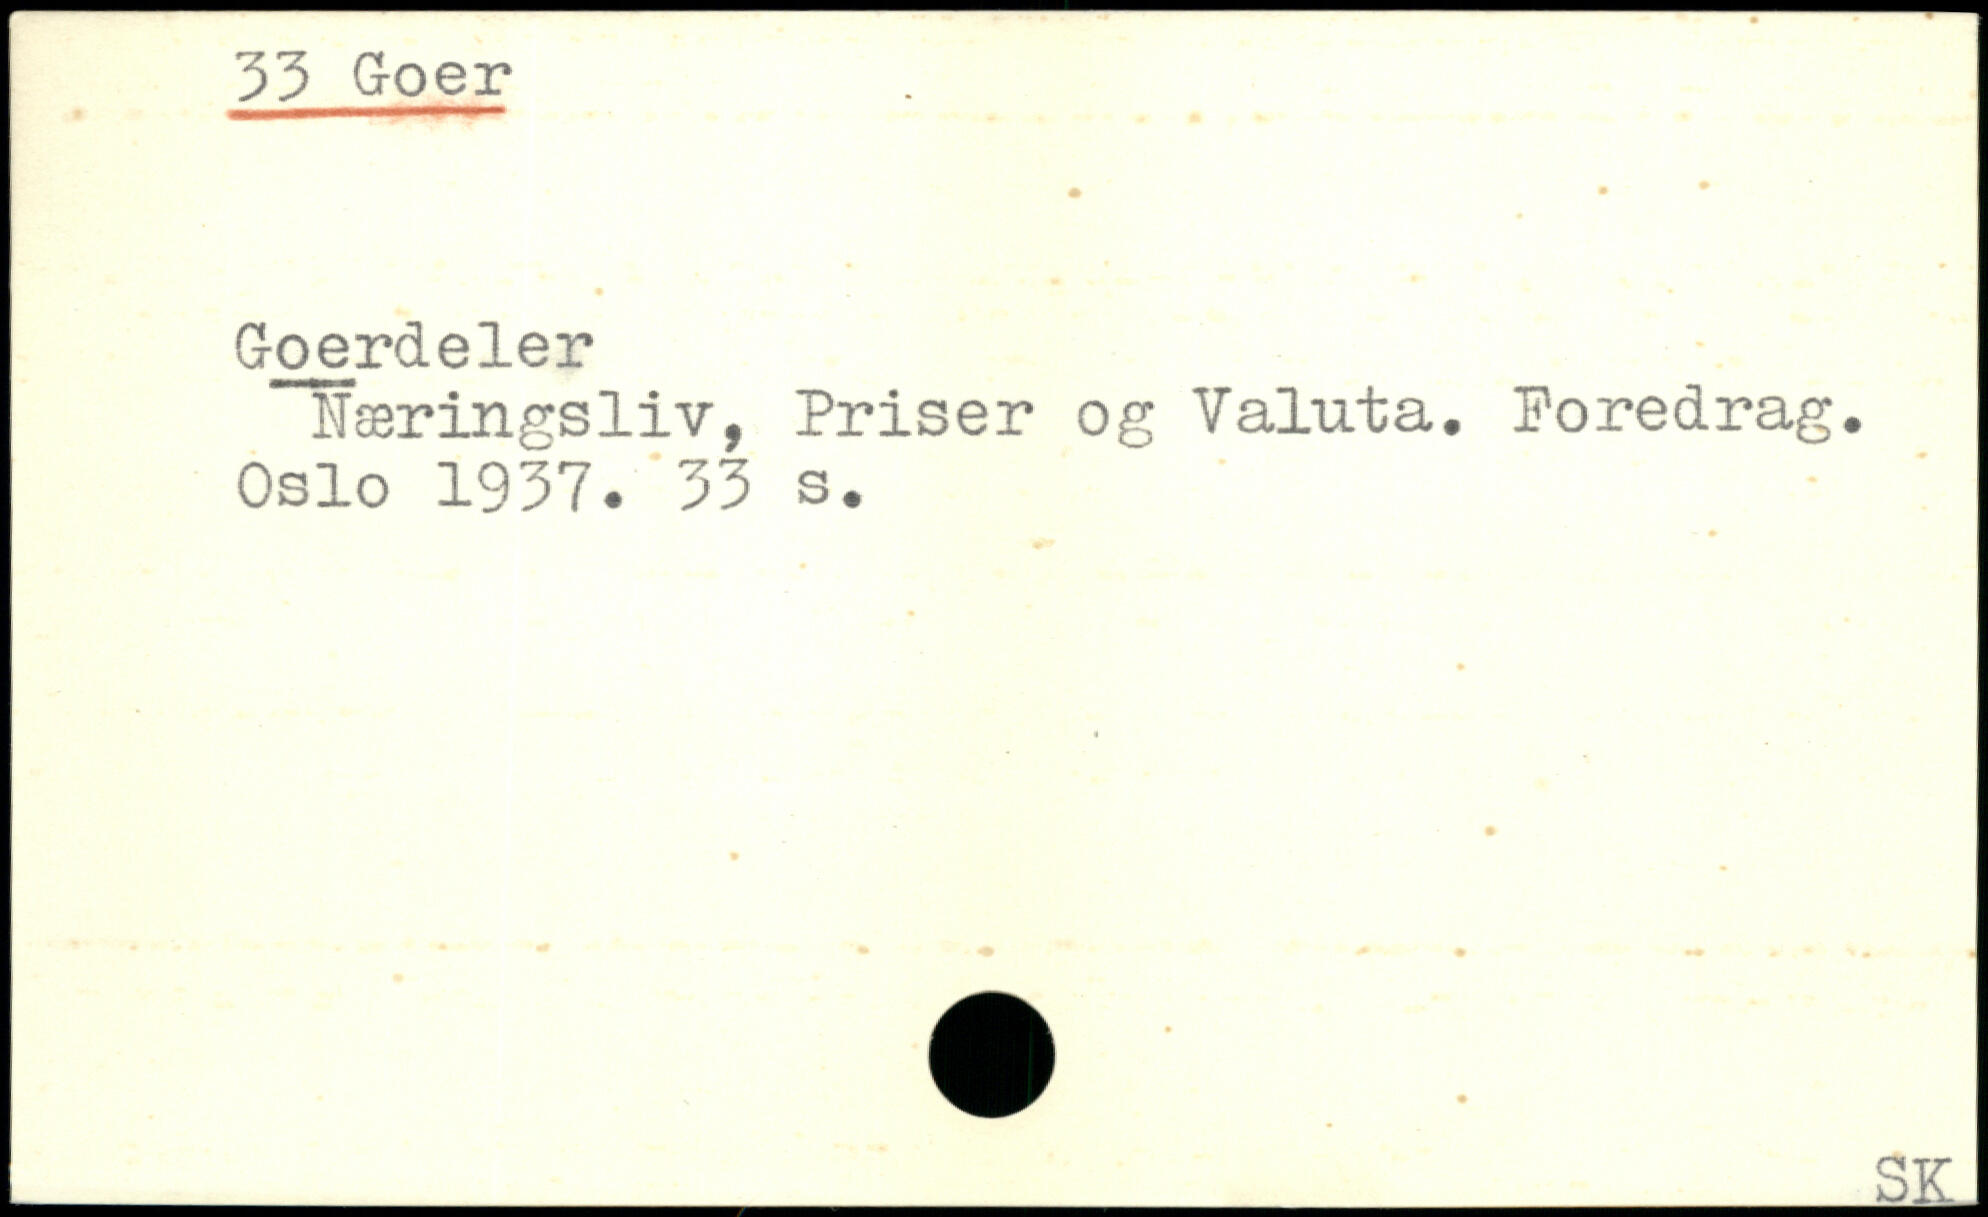 33 Goer
Goerdeler
Næringsliv, Priser og Valuta. Foredrag.
Oslo 1937. 33 s.
SK